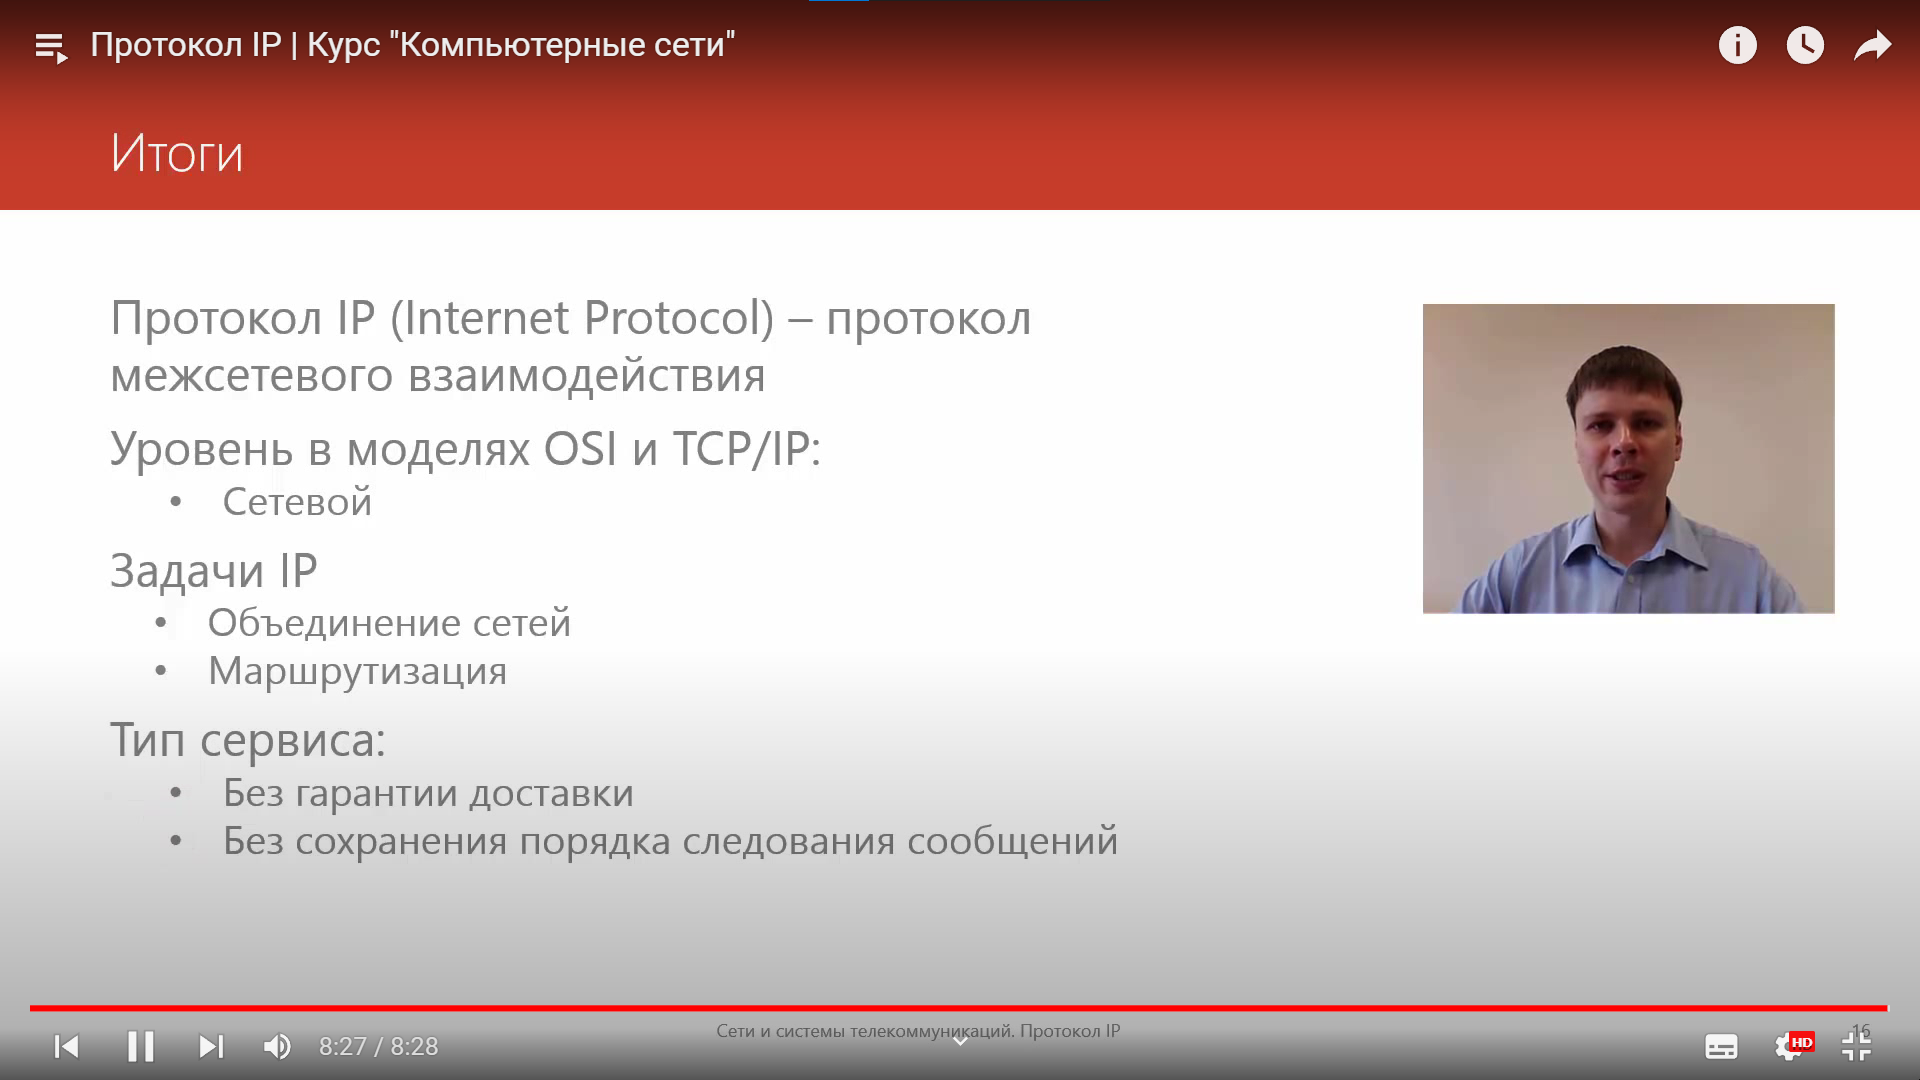 Протокол IP | Курс "Компьютерные сети"
Итоги
Протокол IP (Internet Protocol) – протокол
межсетевого взаимодействия
Уровень в моделях OSI и TCP/IP:
• Сетевой
Задачи IP
• Объединение сетей
• Маршрутизация
Тип сервиса:
• Без гарантии доставки
• Без сохранения порядка следования сообщений
Сети и системы телекоммуникаций. Протокол IP
16
8:27 / 8:28
HD